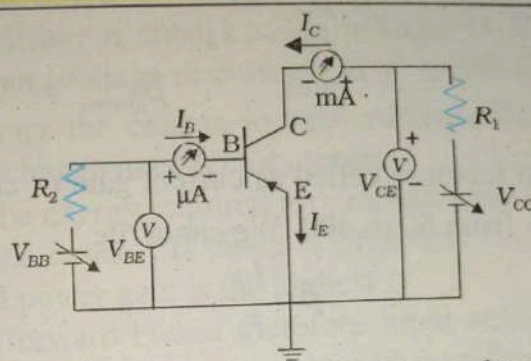 I_C
− +
mA
C
B
I_B
+ −
μA
R_2
V_BB
V
V_BE
E
I_E
+
V
−
V_CE
R_1
V_CC